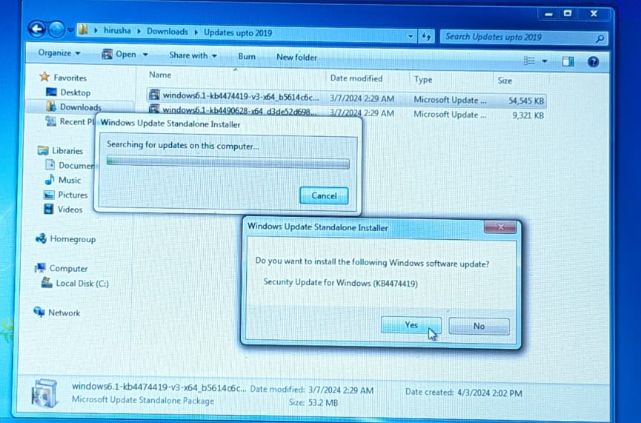 hirusha ▸ Downloads ▸ Updates upto 2019
Search Updates upto 2019
Organize Open Share with Burn New folder
Name Date modified Type Size
Favorites
Desktop
Downloads
Recent Pl
Libraries
Documen
Music
Pictures
Videos
Homegroup
Computer
Local Disk (C:)
Network
windows6.1-kb4474419-v3-x64_b5614c6c... 3/7/2024 2:29 AM Microsoft Update ... 54,545 KB
windows6.1-kb4490628-x64_d3de52d698... 3/7/2024 2:29 AM Microsoft Update ... 9,321 KB
Windows Update Standalone Installer
Searching for updates on this computer...
Cancel
Windows Update Standalone Installer
Do you want to install the following Windows software update?
Security Update for Windows (KB4474419)
Yes No
windows6.1-kb4474419-v3-x64_b5614c6c... Date modified: 3/7/2024 2:29 AM Date created: 4/3/2024 2:02 PM
Microsoft Update Standalone Package Size: 53.2 MB